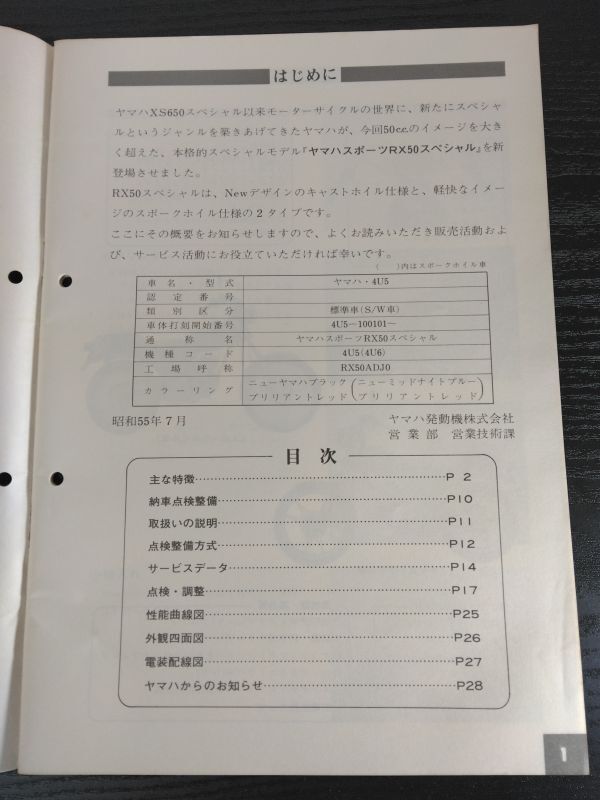 はじめに
ヤマハXS650スペシャル以来モーターサイクルの世界に、新たにスペシャ
ルというジャンルを築きあげてきたヤマハが、今回50c.c.のイメージを大き
く超えた、本格的スペシャルモデル『ヤマハスポーツRX50スペシャル』を新
登場させました。
RX50スペシャルは、Newデザインのキャストホイル仕様と、軽快なイメー
ジのスポークホイル仕様の2タイプです。
ここにその概要をお知らせしますので、よくお読みいただき販売活動およ
び、サービス活動にお役立ていただければ幸いです。
( )内はスポークホイル車
車名・型式 ヤマハ・4U5
認定番号
類別区分 標準車(S/W車)
車体打刻開始番号 4U5-100101-
通称名 ヤマハスポーツRX50スペシャル
機種コード 4U5(4U6)
工場呼称 RX50ADJ0
カラーリング ニューヤマハブラック(ニューミッドナイトブルー
ブリリアントレッド ブリリアントレッド)
昭和55年7月 ヤマハ発動機株式会社
営業部 営業技術課
目次
主な特徴……P 2
納車点検整備……P10
取扱いの説明……P11
点検整備方式……P12
サービスデータ……P14
点検・調整……P17
性能曲線図……P25
外観四面図……P26
電装配線図……P27
ヤマハからのお知らせ……P28
1